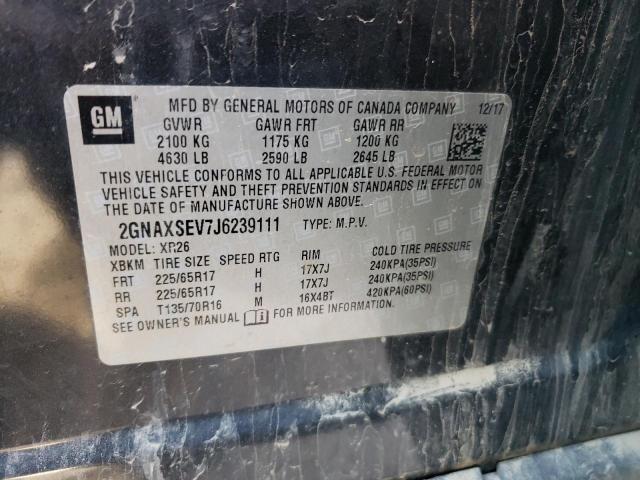 GM
MFD BY GENERAL MOTORS OF CANADA COMPANY 12/17
GVWR GAWR FRT GAWR RR
2100 KG 1175 KG 1200 KG
4630 LB 2590 LB 2645 LB
THIS VEHICLE CONFORMS TO ALL APPLICABLE U.S. FEDERAL MOTOR
VEHICLE SAFETY AND THEFT PREVENTION STANDARDS IN EFFECT ON
THE DATE OF MANUFACTURE SHOWN ABOVE.
2GNAXSEV7J6239111 TYPE: M.P.V.
MODEL: XR26
XBKM TIRE SIZE SPEED RTG RIM COLD TIRE PRESSURE
FRT 225/65R17 H 17X7J 240KPA(35PSI)
RR 225/65R17 H 17X7J 240KPA(35PSI)
SPA T135/70R16 M 16X4BT 420KPA(60PSI)
SEE OWNER'S MANUAL FOR MORE INFORMATION.